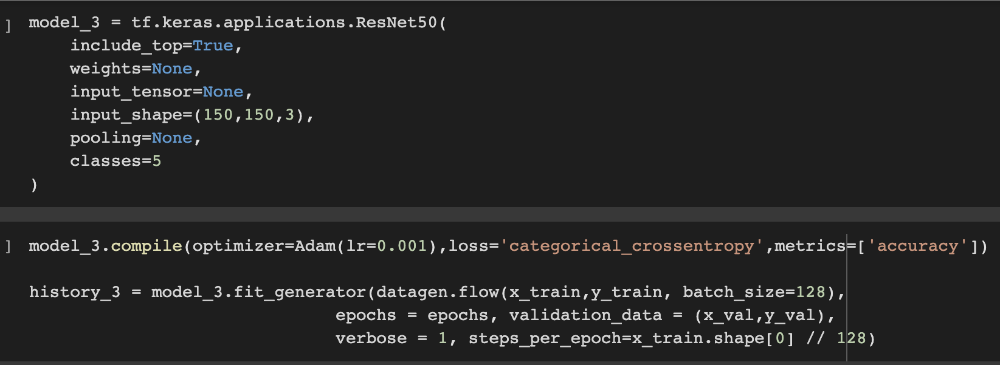 ] model_3 = tf.keras.applications.ResNet50(
    include_top=True,
    weights=None,
    input_tensor=None,
    input_shape=(150,150,3),
    pooling=None,
    classes=5
)
] model_3.compile(optimizer=Adam(lr=0.001),loss='categorical_crossentropy',metrics=['accuracy'])
history_3 = model_3.fit_generator(datagen.flow(x_train,y_train, batch_size=128),
                              epochs = epochs, validation_data = (x_val,y_val),
                              verbose = 1, steps_per_epoch=x_train.shape[0] // 128)